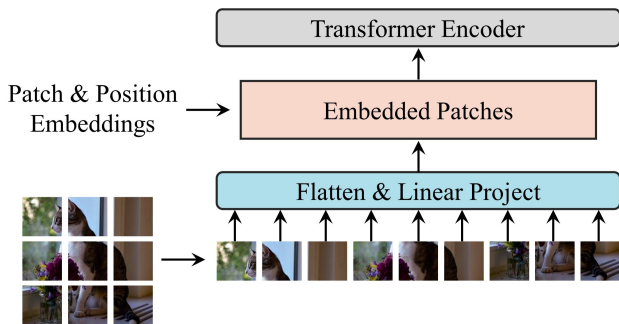 Transformer Encoder
Patch & Position
Embeddings
Embedded Patches
Flatten & Linear Project